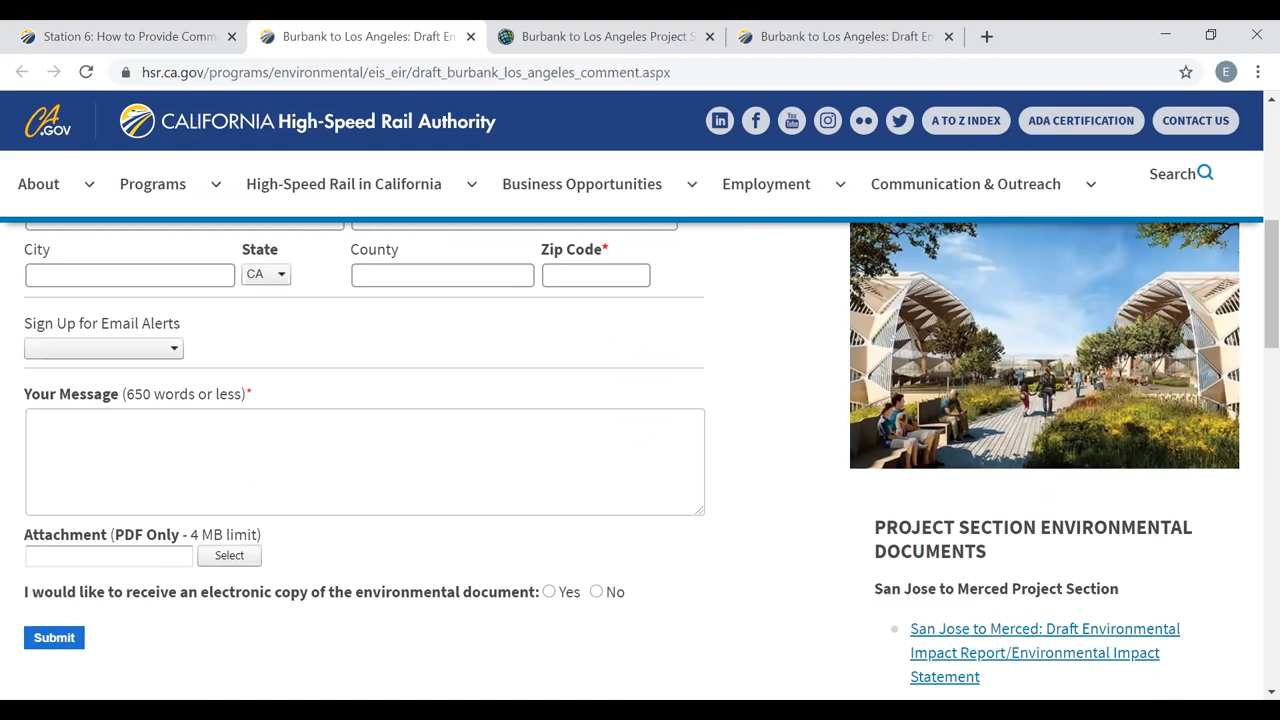 Station 6: How to Provide Comm
Burbank to Los Angeles: Draft En
Burbank to Los Angeles Project S
Burbank to Los Angeles: Draft En
hsr.ca.gov/programs/environmental/eis_eir/draft_burbank_los_angeles_comment.aspx
E
CA.GOV
CALIFORNIA High-Speed Rail Authority
A TO Z INDEX
ADA CERTIFICATION
CONTACT US
About
Programs
High-Speed Rail in California
Business Opportunities
Employment
Communication & Outreach
Search
City
State
County
Zip Code*
CA
Sign Up for Email Alerts
Your Message (650 words or less)*
Attachment (PDF Only - 4 MB limit)
Select
I would like to receive an electronic copy of the environmental document: Yes No
Submit
PROJECT SECTION ENVIRONMENTAL
DOCUMENTS
San Jose to Merced Project Section
San Jose to Merced: Draft Environmental
Impact Report/Environmental Impact
Statement